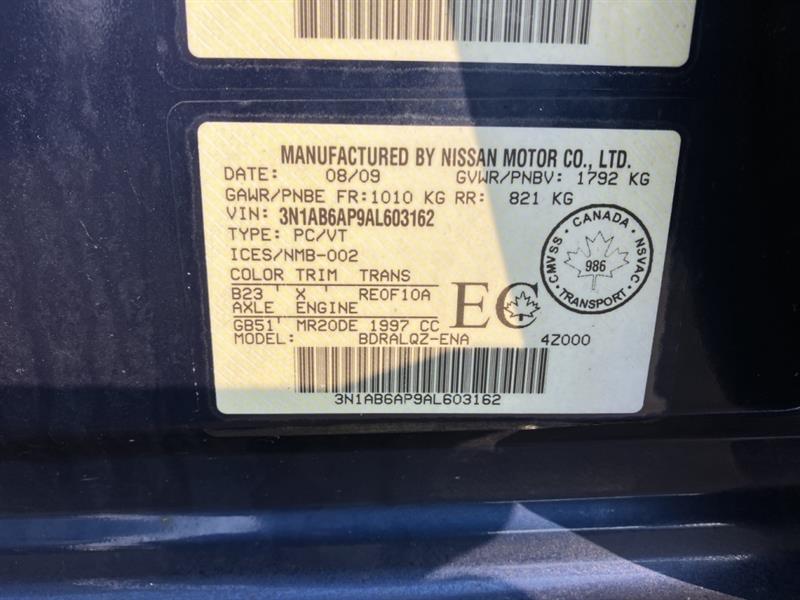 MANUFACTURED BY NISSAN MOTOR CO., LTD.
DATE: 08/09 GVWR/PNBV: 1792 KG
GAWR/PNBE FR:1010 KG RR: 821 KG
VIN: 3N1AB6AP9AL603162
TYPE: PC/VT
ICES/NMB-002
COLOR TRIM TRANS
B23 ' X ' RE0F10A
AXLE ENGINE
GB51' MR20DE 1997 CC
MODEL: BDRALQZ-ENA 4Z000
EC
CANADA
CMVSS
NSVAC
986
TRANSPORT
3N1AB6AP9AL603162